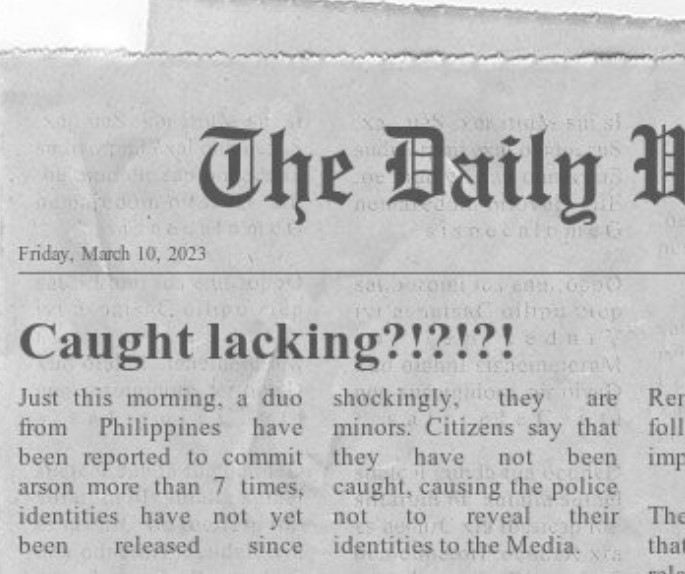 The Daily
Friday, March 10, 2023
Caught lacking?!?!?!
Just this morning, a duo
from Philippines have
been reported to commit
arson more than 7 times,
identities have not yet
been released since
shockingly, they are
minors. Citizens say that
they have not been
caught, causing the police
not to reveal their
identities to the Media.
The